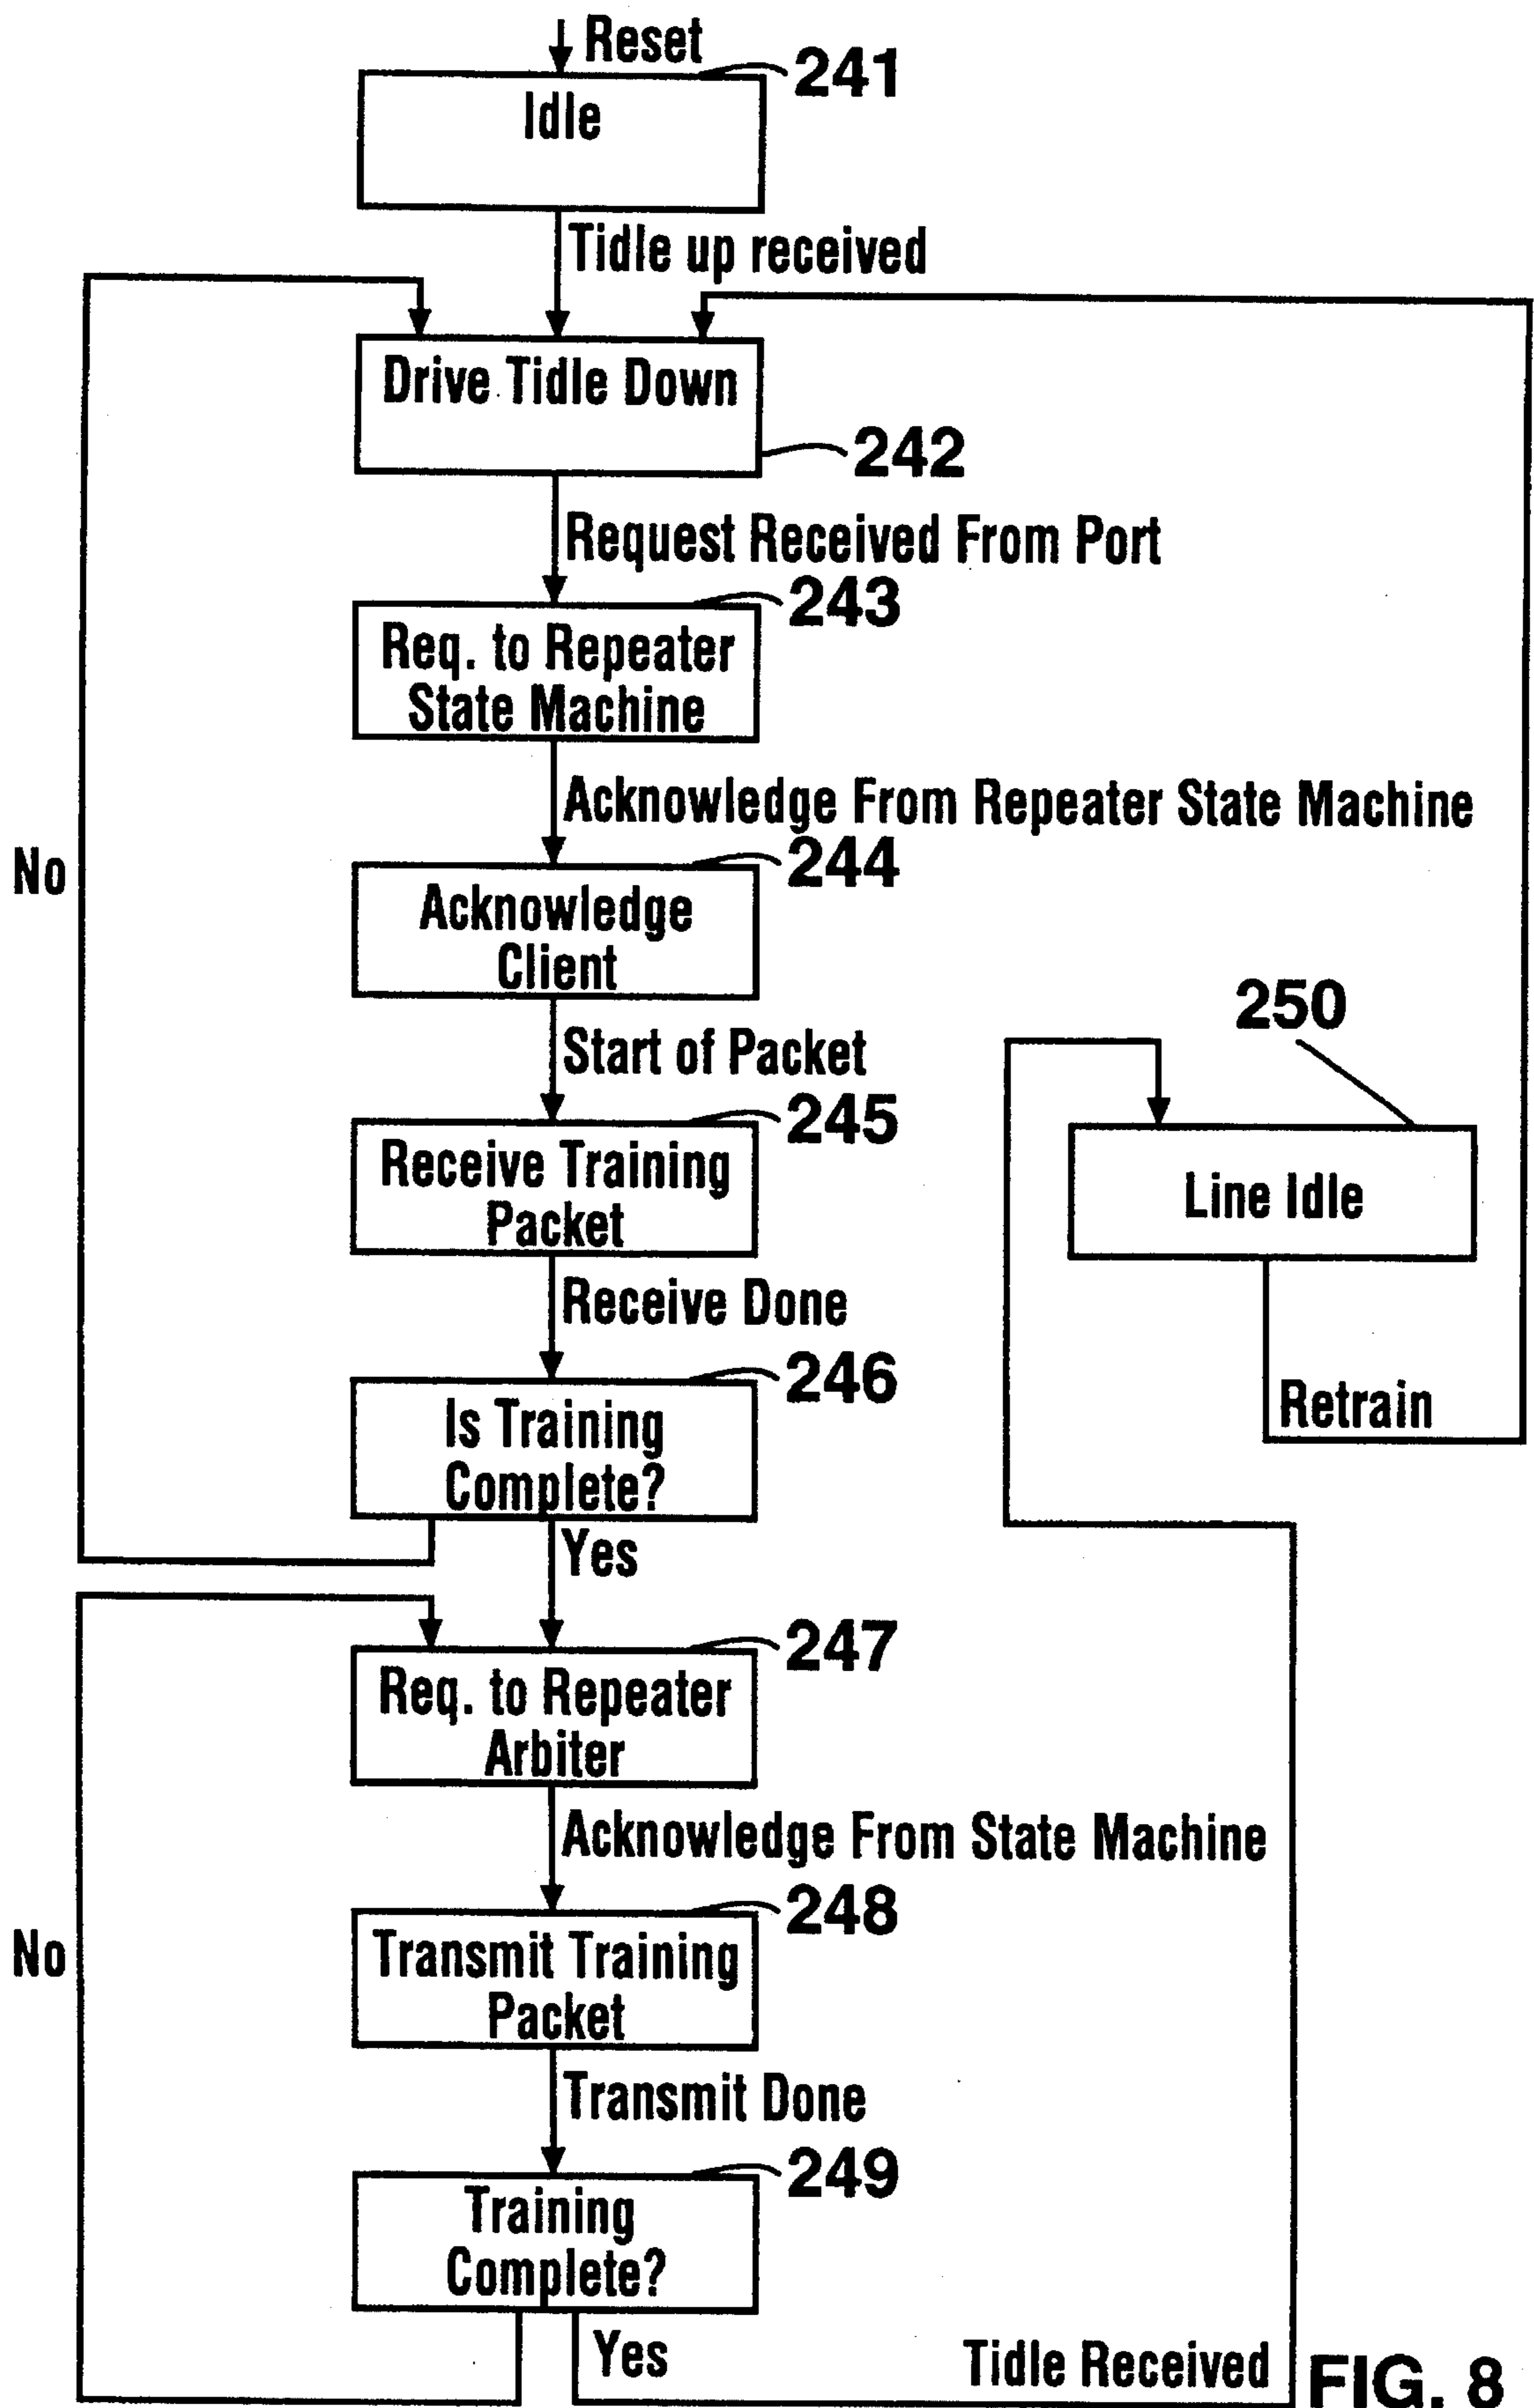 Reset
241
Idle
Tidle up received
Drive Tidle Down
242
Request Received From Port
243
Req. to Repeater
State Machine
Acknowledge From Repeater State Machine
244
No
Acknowledge
Client
250
Start of Packet
245
Receive Training
Packet
Line Idle
Receive Done
246
Is Training
Complete?
Retrain
Yes
247
Req. to Repeater
Arbiter
Acknowledge From State Machine
248
No
Transmit Training
Packet
Transmit Done
249
Training
Complete?
Yes
Tidle Received
FIG. 8